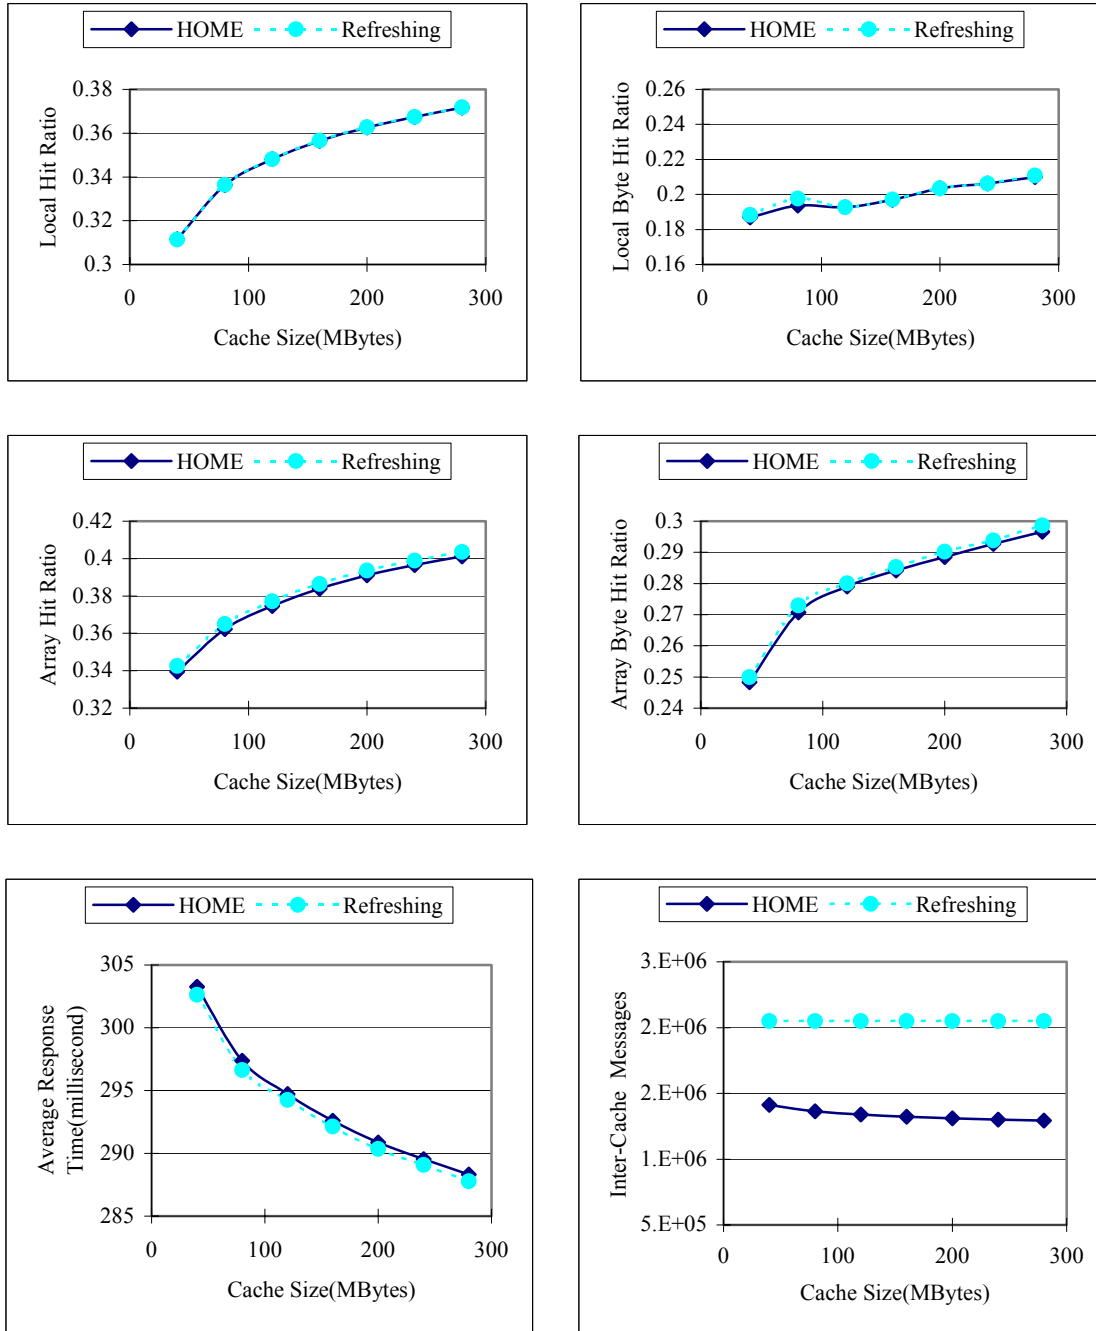 HOME Refreshing
0.38
0.36
0.34
0.32
0.3
Local Hit Ratio
0 100 200 300
Cache Size(MBytes)
HOME Refreshing
0.26
0.24
0.22
0.2
0.18
0.16
Local Byte Hit Ratio
0 100 200 300
Cache Size(MBytes)
HOME Refreshing
0.42
0.4
0.38
0.36
0.34
0.32
Array Hit Ratio
0 100 200 300
Cache Size(MBytes)
HOME Refreshing
0.3
0.29
0.28
0.27
0.26
0.25
0.24
Array Byte Hit Ratio
0 100 200 300
Cache Size(MBytes)
HOME Refreshing
305
300
295
290
285
Average Response
Time(millisecond)
0 100 200 300
Cache Size(MBytes)
HOME Refreshing
3.E+06
2.E+06
2.E+06
1.E+06
5.E+05
Inter-Cache Messages
0 100 200 300
Cache Size(MBytes)